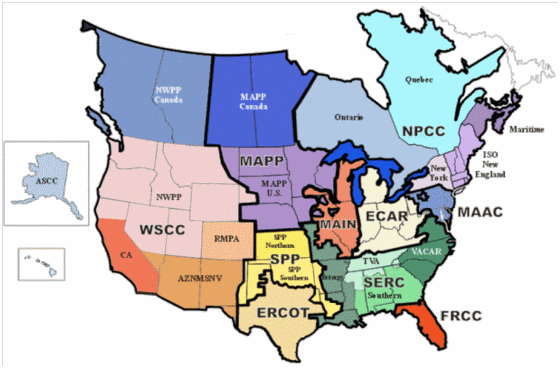 Quebec
NWPP
Canada
MAPP
Canada
Ontario
NPCC
Maritime
ISO
New
England
New
York
MAPP
MAPP
U.S.
ASCC
NWPP
WSCC
MAIN
ECAR
MAAC
RMPA
SPP
Northern
CA
AZNMSNV
SPP
SPP
Southern
TVA
VACAR
SERC
Southern
ERCOT
FRCC